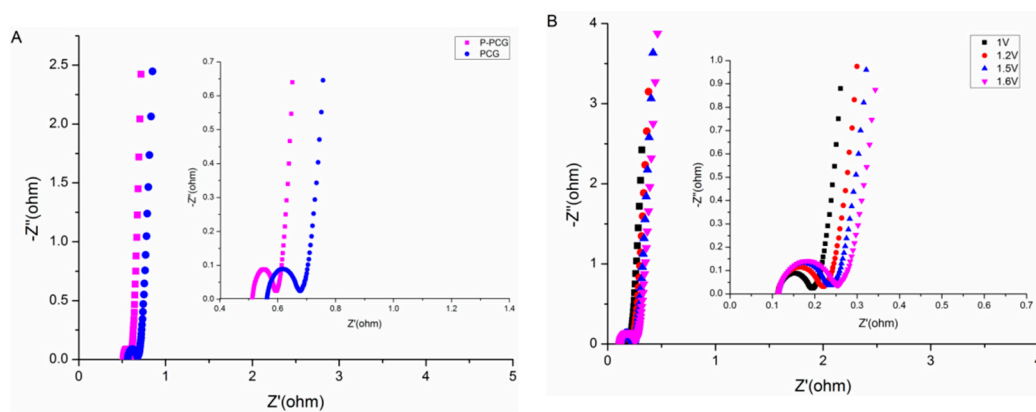 A
P-PCG
PCG
-Z''(ohm)
2.5
2.0
1.5
1.0
0.5
0.0
0 1 2 3 4 5
Z'(ohm)
-Z''(ohm)
0.7
0.6
0.5
0.4
0.3
0.2
0.1
0.0
0.4 0.6 0.8 1.0 1.2 1.4
Z'(ohm)
B
1V
1.2V
1.5V
1.6V
-Z''(ohm)
4
3
2
1
0
0 1 2 3 4
Z'(ohm)
-Z''(ohm)
1.0
0.9
0.8
0.7
0.6
0.5
0.4
0.3
0.2
0.1
0.0
0.0 0.1 0.2 0.3 0.4 0.5 0.6 0.7
Z'(ohm)